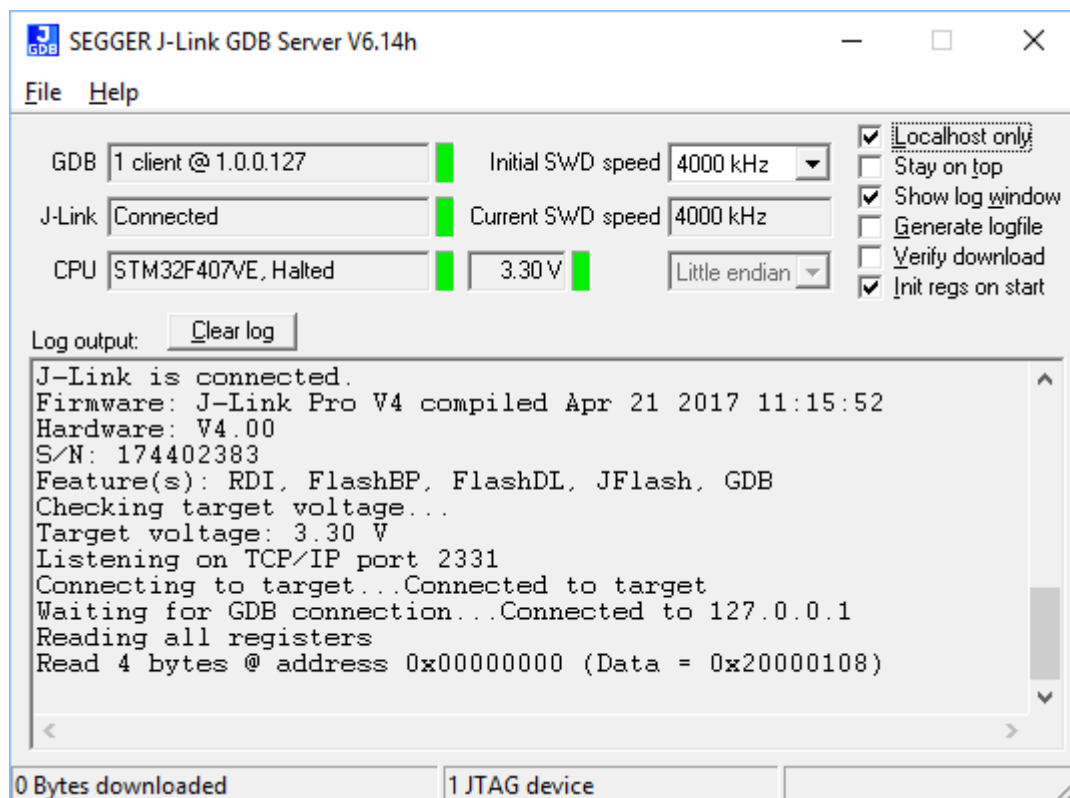 J GDB SEGGER J-Link GDB Server V6.14h
File Help
GDB 1 client @ 1.0.0.127 Initial SWD speed 4000 kHz
J-Link Connected Current SWD speed 4000 kHz
CPU STM32F407VE, Halted 3.30 V Little endian
Localhost only
Stay on top
Show log window
Generate logfile
Verify download
Init regs on start
Log output: Clear log
J-Link is connected.
Firmware: J-Link Pro V4 compiled Apr 21 2017 11:15:52
Hardware: V4.00
S/N: 174402383
Feature(s): RDI, FlashBP, FlashDL, JFlash, GDB
Checking target voltage...
Target voltage: 3.30 V
Listening on TCP/IP port 2331
Connecting to target...Connected to target
Waiting for GDB connection...Connected to 127.0.0.1
Reading all registers
Read 4 bytes @ address 0x00000000 (Data = 0x20000108)
0 Bytes downloaded 1 JTAG device